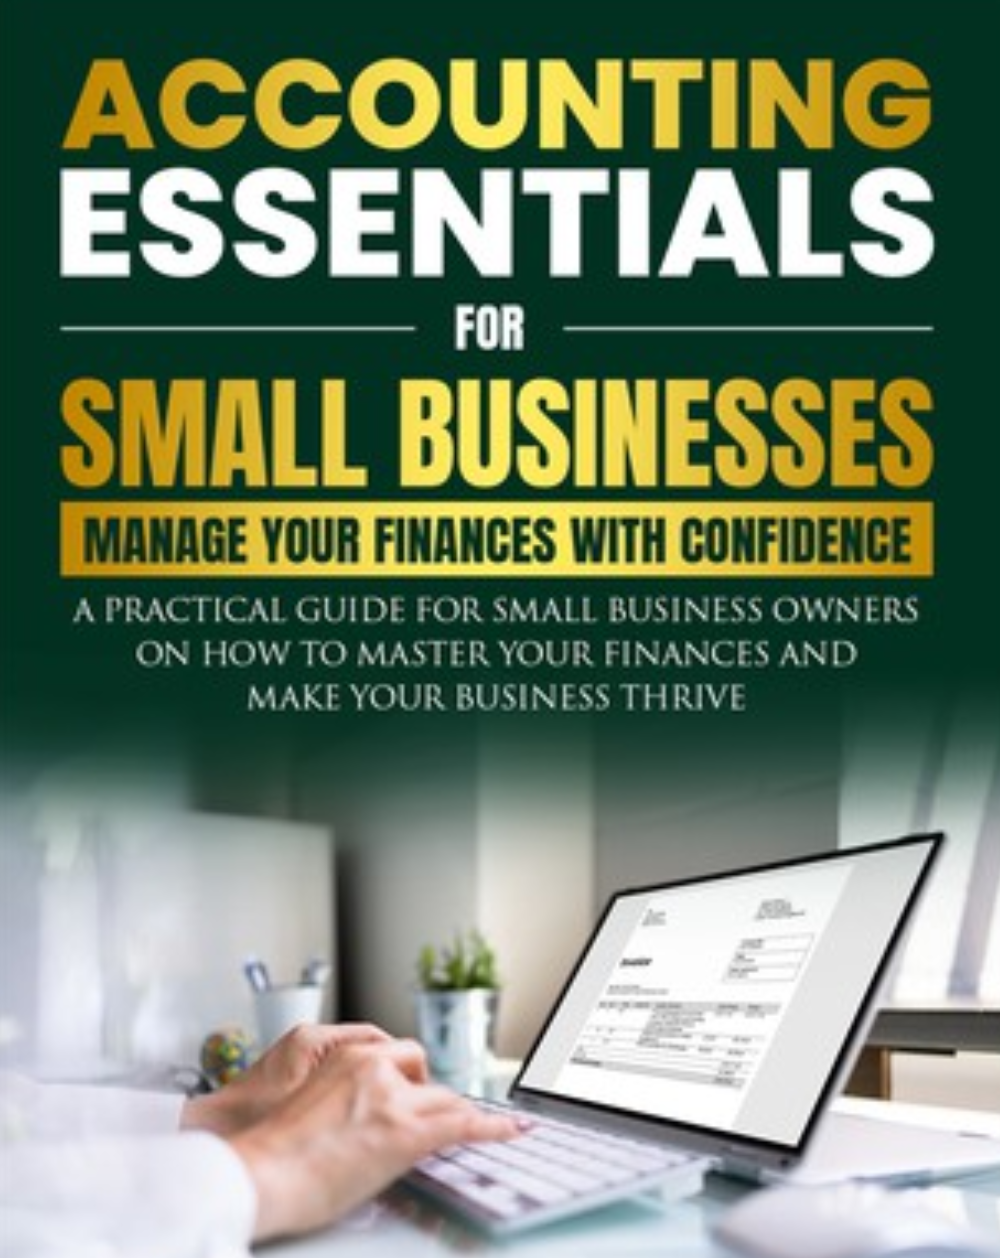 ACCOUNTING
ESSENTIALS
FOR
SMALL BUSINESSES
MANAGE YOUR FINANCES WITH CONFIDENCE
A PRACTICAL GUIDE FOR SMALL BUSINESS OWNERS
ON HOW TO MASTER YOUR FINANCES AND
MAKE YOUR BUSINESS THRIVE